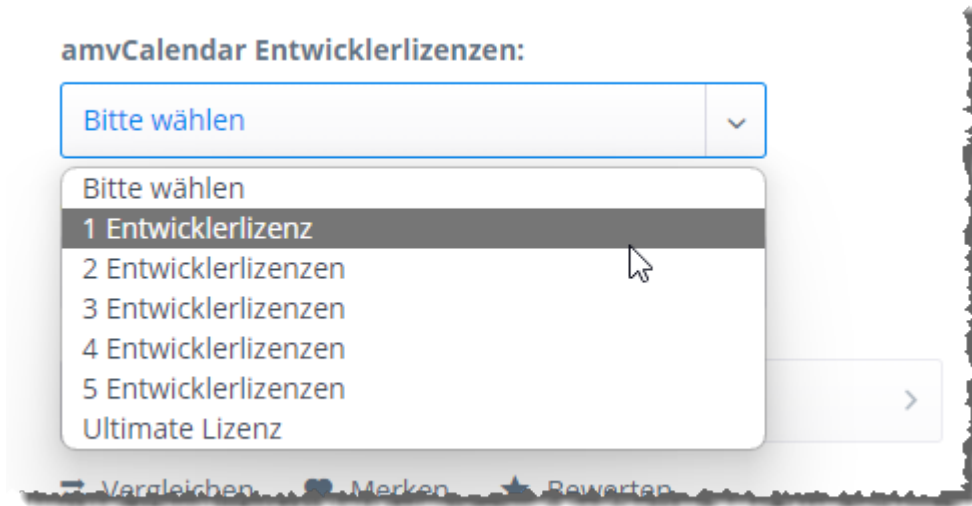 amvCalendar Entwicklerlizenzen:
Bitte wählen
Bitte wählen
1 Entwicklerlizenz
2 Entwicklerlizenzen
3 Entwicklerlizenzen
4 Entwicklerlizenzen
5 Entwicklerlizenzen
Ultimate Lizenz
Vergleichen Merken Bewerten